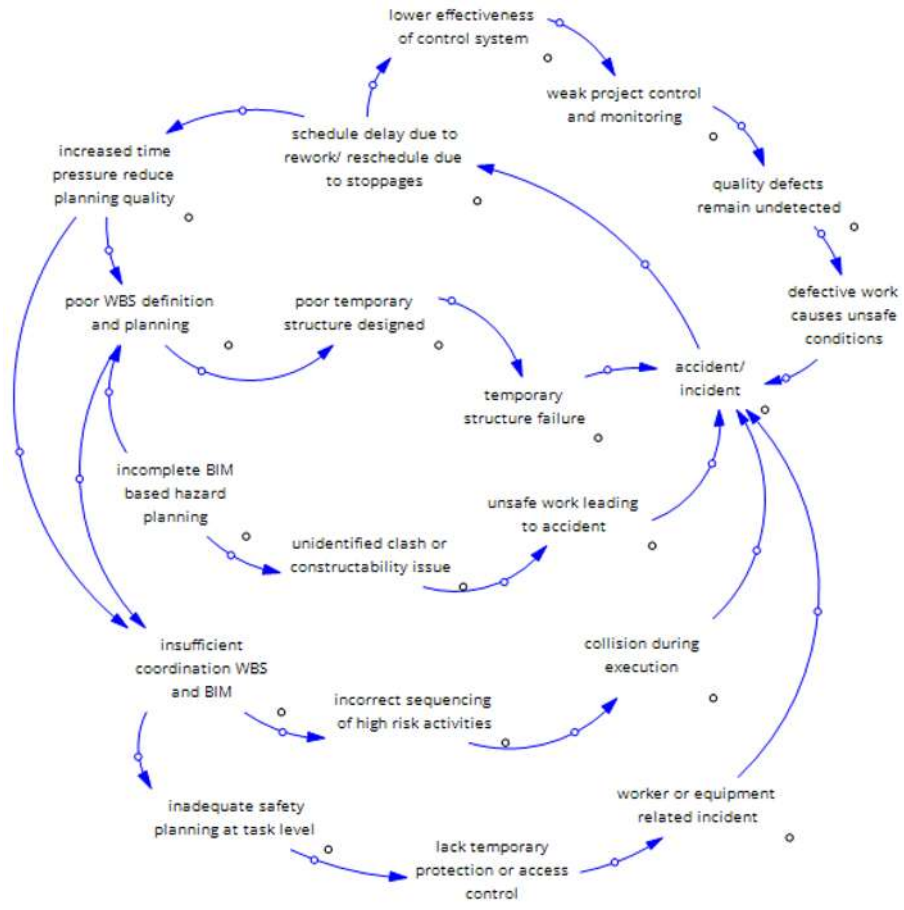 lower effectiveness
of control system
weak project control
and monitoring
schedule delay due to
rework/ reschedule due
to stoppages
increased time
pressure reduce
planning quality
quality defects
remain undetected
poor WBS definition
and planning
poor temporary
structure designed
defective work
causes unsafe
conditions
accident/
incident
temporary
structure failure
incomplete BIM
based hazard
planning
unsafe work leading
to accident
unidentified clash or
constructability issue
insufficient
coordination WBS
and BIM
collision during
execution
incorrect sequencing
of high risk activities
inadequate safety
planning at task level
worker or equipment
related incident
lack temporary
protection or access
control